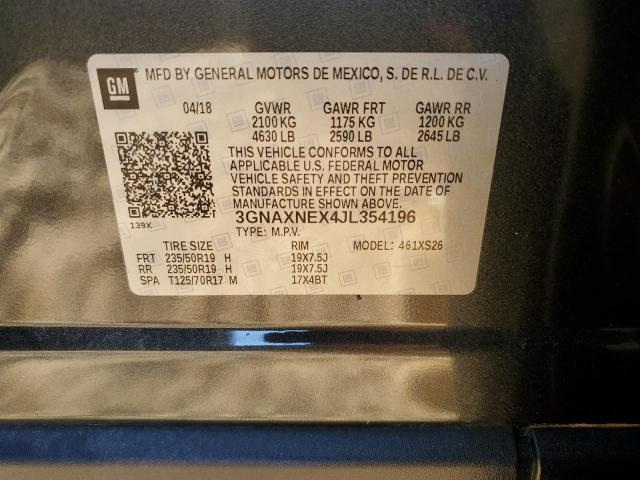 GM MFD BY GENERAL MOTORS DE MEXICO, S. DE R.L. DE C.V.
04/18 GVWR GAWR FRT GAWR RR
2100 KG 1175 KG 1200 KG
4630 LB 2590 LB 2645 LB
THIS VEHICLE CONFORMS TO ALL
APPLICABLE U.S. FEDERAL MOTOR
VEHICLE SAFETY AND THEFT PREVENTION
STANDARDS IN EFFECT ON THE DATE OF
MANUFACTURE SHOWN ABOVE.
139X 3GNAXNEX4JL354196
TYPE: M.P.V. MODEL: 461XS26
TIRE SIZE RIM
FRT 235/50R19 H 19X7.5J
RR 235/50R19 H 19X7.5J
SPA T125/70R17 M 17X4BT